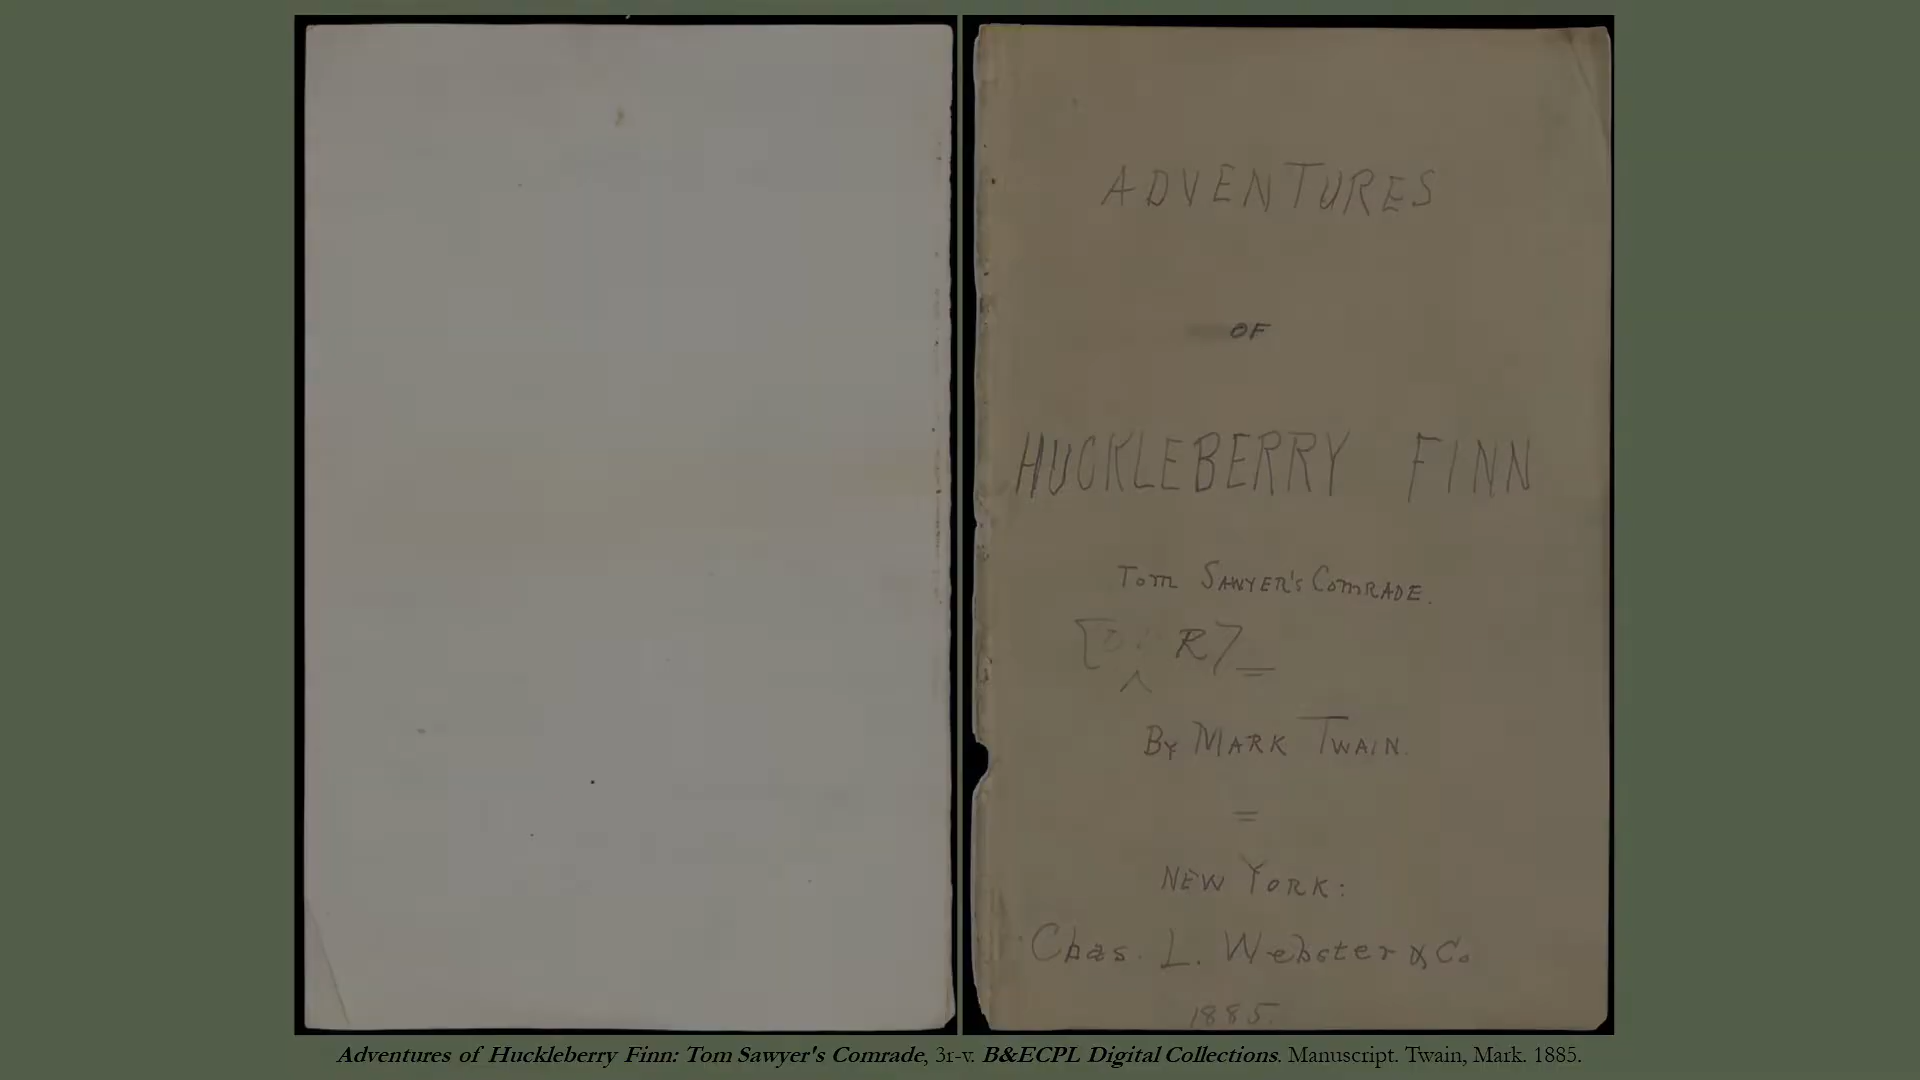 ADVENTURES
OF
HUCKLEBERRY FINN
TOM SAWYER'S COMRADE.
R
BY MARK TWAIN.
=
NEW YORK:
Chas. L. Webster & Co.
1885.
Adventures of Huckleberry Finn: Tom Sawyer's Comrade, 3r-v. B&ECPL Digital Collections. Manuscript. Twain, Mark. 1885.